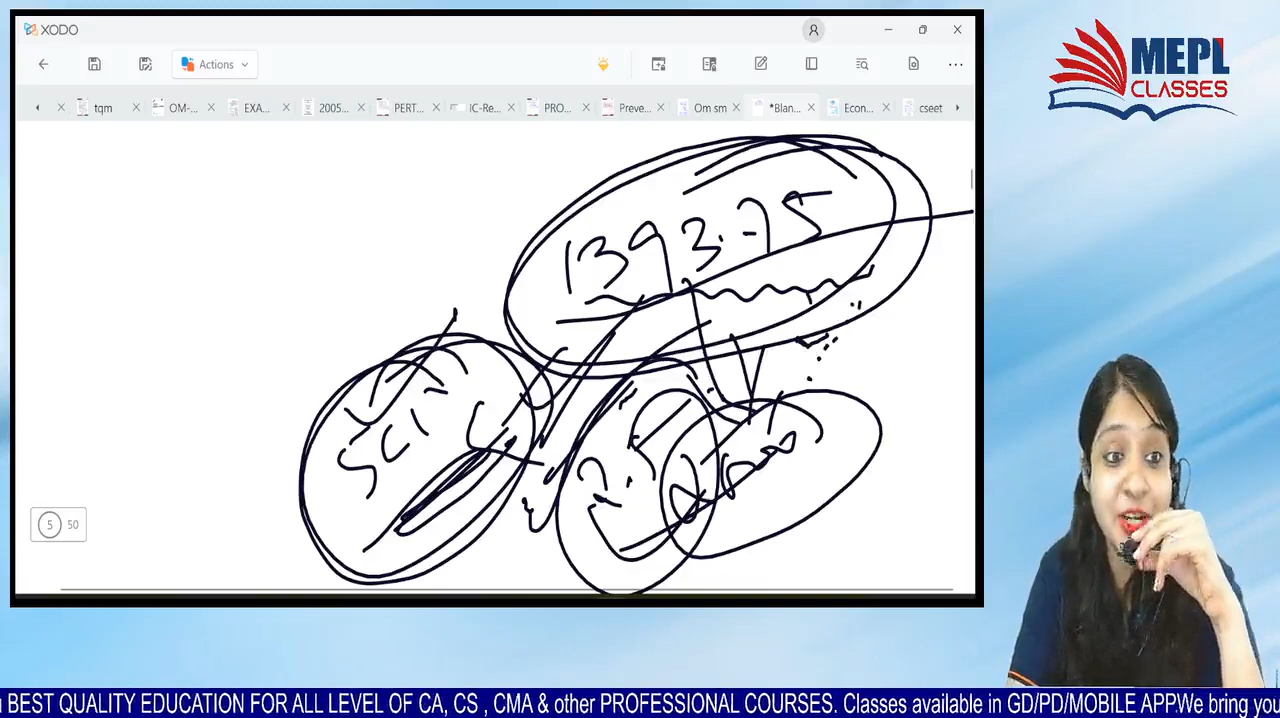 XODO
MEPL
CLASSES
Actions
tqm
OM-...
EXA...
2005...
PERT...
IC-Re...
PRO...
Preve...
Om sm
*Blan...
Econ...
cseet
1393.75
5 50
BEST QUALITY EDUCATION FOR ALL LEVEL OF CA, CS , CMA & other PROFESSIONAL COURSES. Classes available in GD/PD/MOBILE APP.We bring you